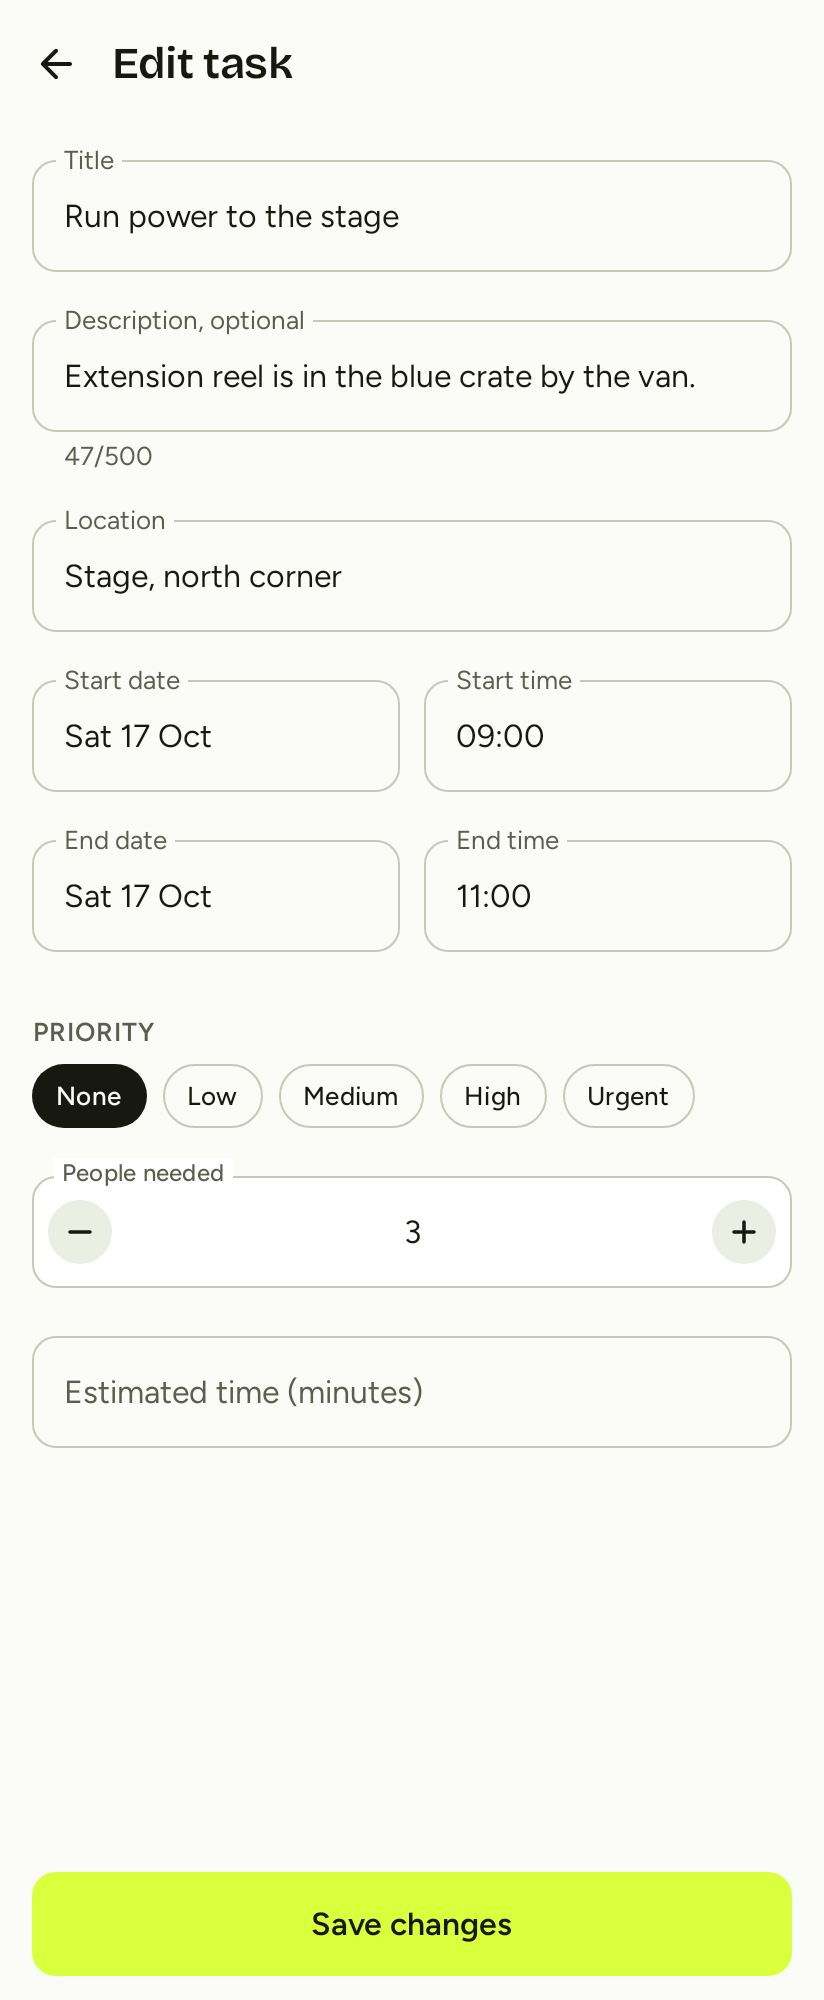 Edit task
Title
Run power to the stage
Description, optional
Extension reel is in the blue crate by the van.
47/500
Location
Stage, north corner
Start date
Start time
Sat 17 Oct
09:00
End date
End time
Sat 17 Oct
11:00
PRIORITY
None Low Medium High Urgent
People needed
3
Estimated time (minutes)
Save changes